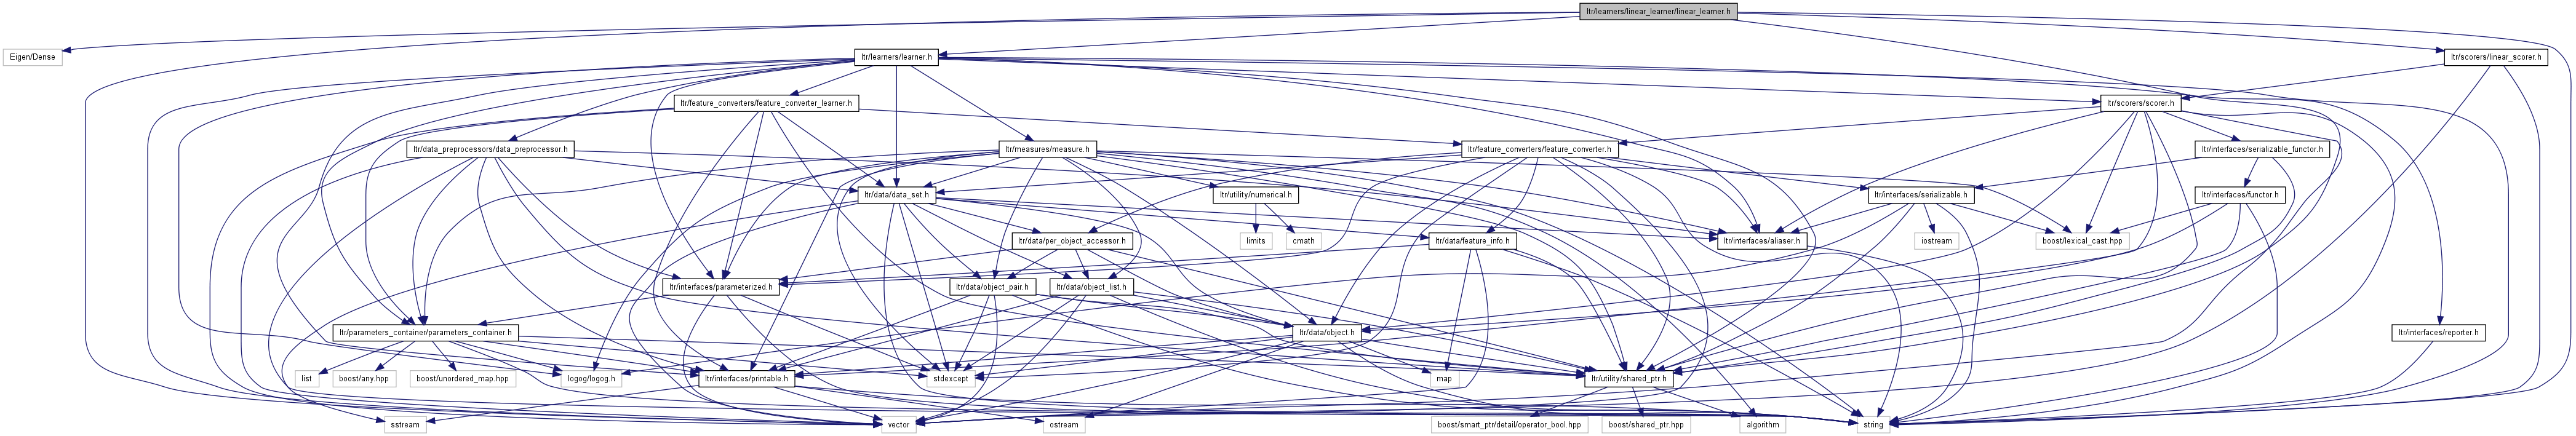 ltr/learners/linear_learner/linear_learner.h
Eigen/Dense
ltr/learners/learner.h
ltr/scorers/linear_scorer.h
ltr/feature_converters/feature_converter_learner.h
ltr/scorers/scorer.h
ltr/data_preprocessors/data_preprocessor.h
ltr/measures/measure.h
ltr/feature_converters/feature_converter.h
ltr/interfaces/serializable_functor.h
ltr/data/data_set.h
ltr/utility/numerical.h
ltr/interfaces/serializable.h
ltr/interfaces/functor.h
ltr/data/per_object_accessor.h
limits
cmath
ltr/data/feature_info.h
ltr/interfaces/aliaser.h
iostream
boost/lexical_cast.hpp
ltr/interfaces/parameterized.h
ltr/data/object_pair.h
ltr/data/object_list.h
ltr/parameters_container/parameters_container.h
ltr/data/object.h
ltr/interfaces/reporter.h
list
boost/any.hpp
boost/unordered_map.hpp
logog/logog.h
ltr/interfaces/printable.h
stdexcept
map
ltr/utility/shared_ptr.h
sstream
vector
ostream
boost/smart_ptr/detail/operator_bool.hpp
boost/shared_ptr.hpp
algorithm
string